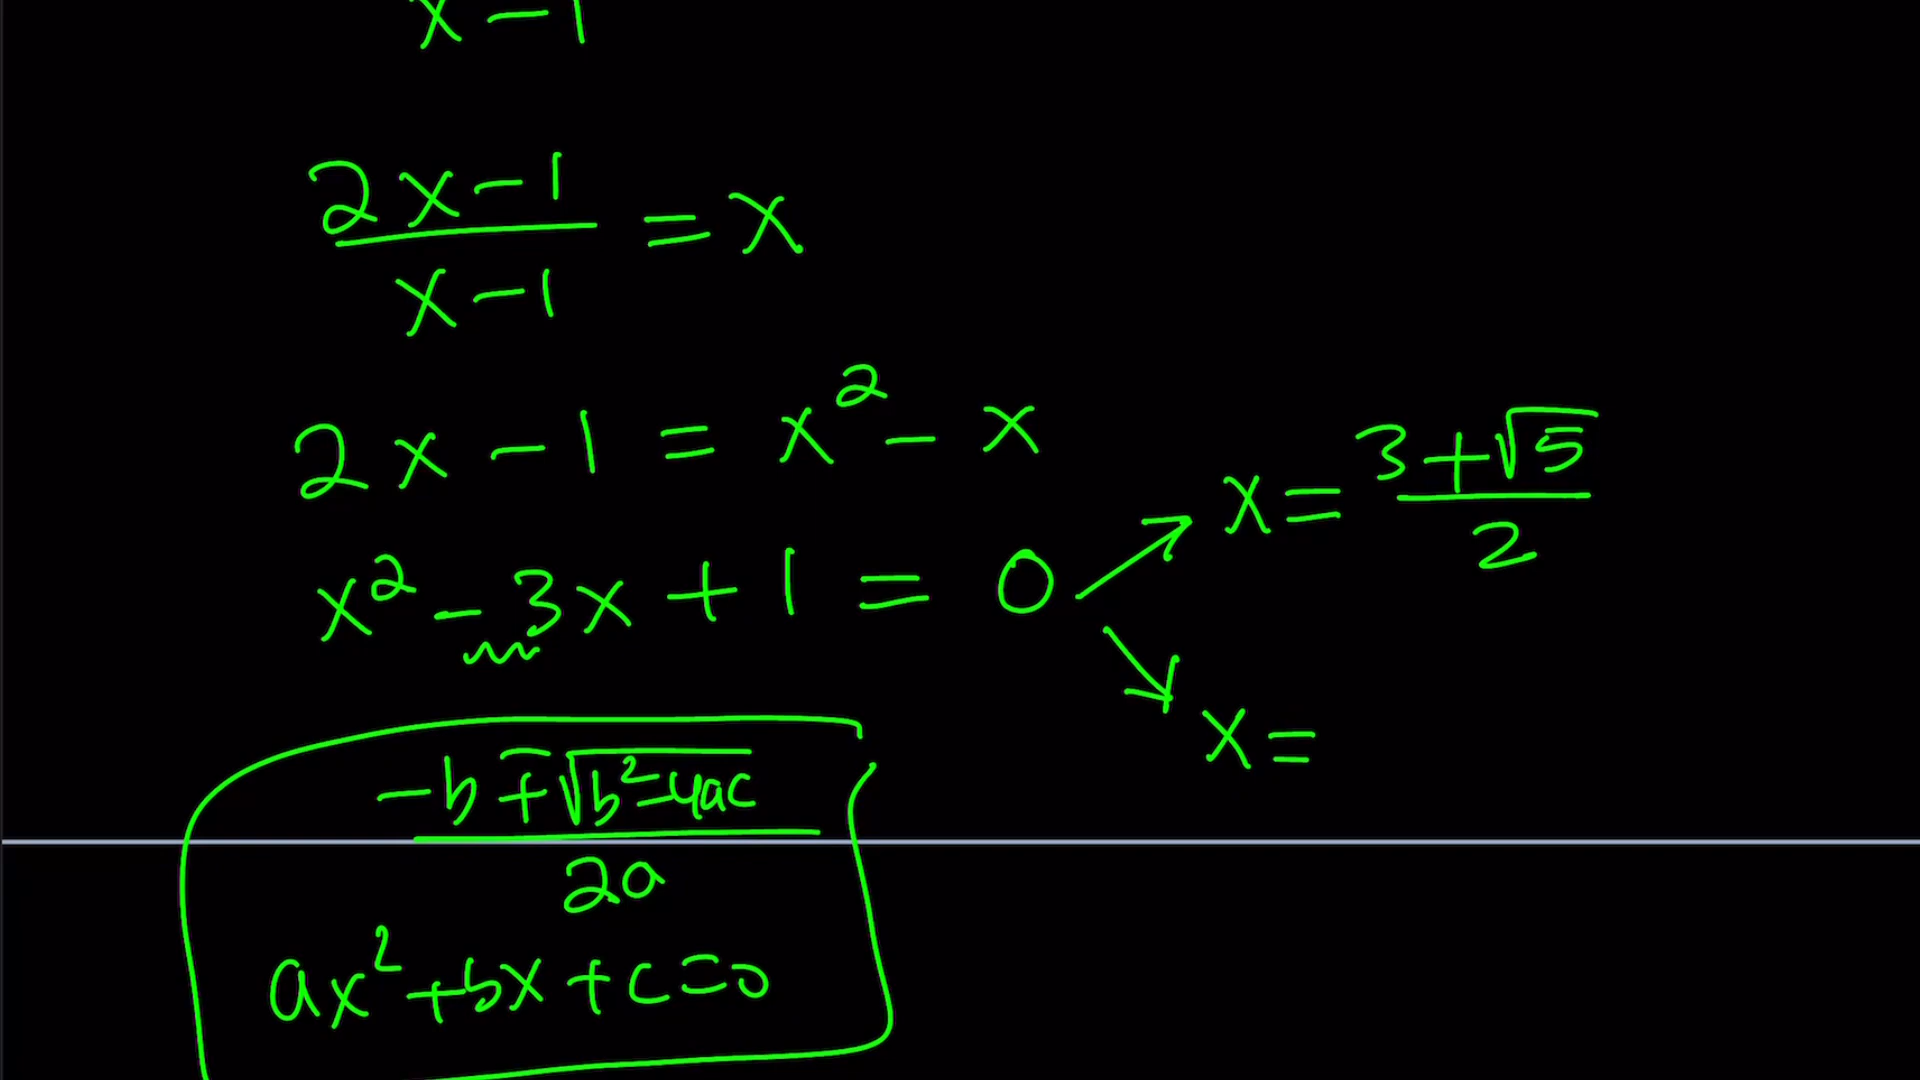 x - 1
(2x - 1)/(x - 1) = x
2x - 1 = x² - x
x² - 3x + 1 = 0
x = (3 + √5)/2
x =
(-b ∓ √(b² - 4ac))/(2a)
ax² + bx + c = 0